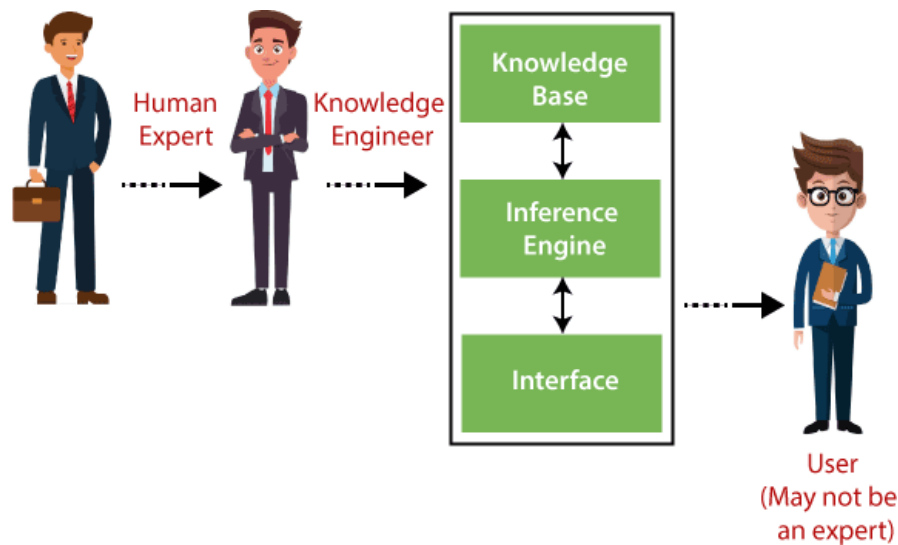 Human
Expert
Knowledge
Engineer
Knowledge
Base
Inference
Engine
Interface
User
(May not be
an expert)